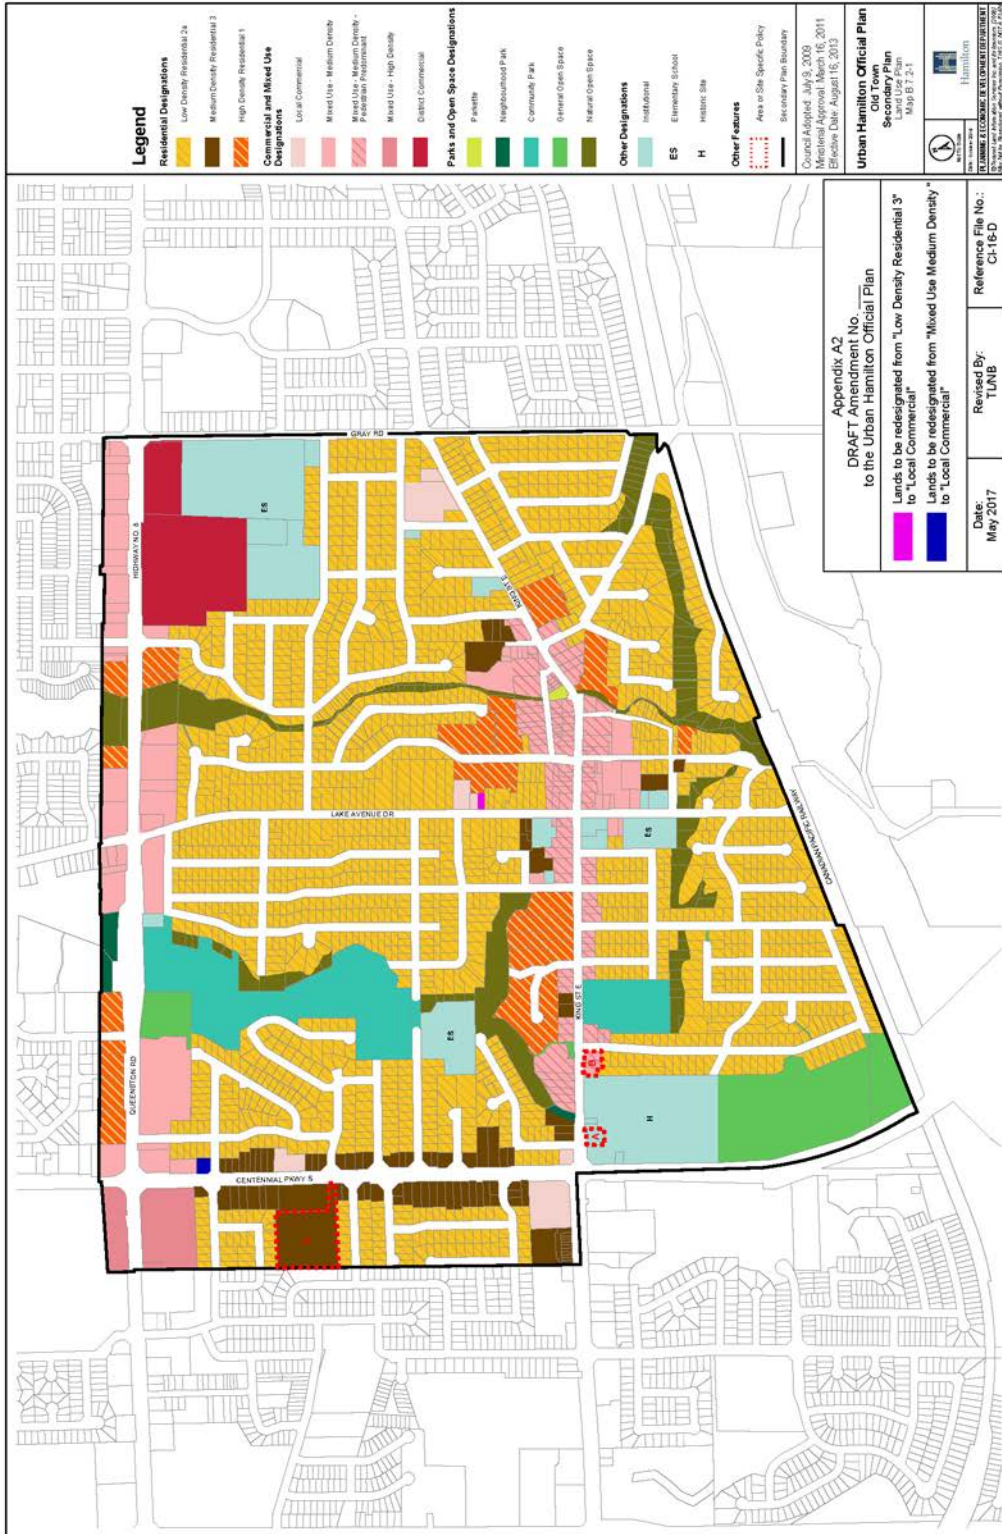 Legend
Residential Designations
Low Density Residential 2a
Medium Density Residential 3
High Density Residential 1
Commercial and Mixed Use
Designations
Local Commercial
Mixed Use - Medium Density
Mixed Use - Medium Density -
Pedestrian Predominant
Mixed Use - High Density
District Commercial
Parks and Open Space Designations
Parkette
Neighbourhood Park
Community Park
General Open Space
Natural Open Space
Other Designations
Institutional
ES Elementary School
H Historic Site
Other Features
Area or Site Specific Policy
Secondary Plan Boundary
Council Adopted: July 9, 2009
Ministerial Approval: March 16, 2011
Effective Date: August 16, 2013
Urban Hamilton Official Plan
Old Town
Secondary Plan
Land Use Plan
Map B.7.2-1
Hamilton
PLANNING & ECONOMIC DEVELOPMENT DEPARTMENT
GRAY RD
HIGHWAY NO. 8
ES
KING ST E
LAKE AVENUE DR
ES
CANADIAN PACIFIC RAILWAY
QUEENSTON RD
ES
KING ST E
B
A
H
CENTENNIAL PKWY S
Appendix A2
DRAFT Amendment No. ____
to the Urban Hamilton Official Plan
Lands to be redesignated from "Low Density Residential 3"
to "Local Commercial"
Lands to be redesignated from "Mixed Use Medium Density"
to "Local Commercial"
Date:
May 2017
Revised By:
TL/NB
Reference File No.:
CI-16-D